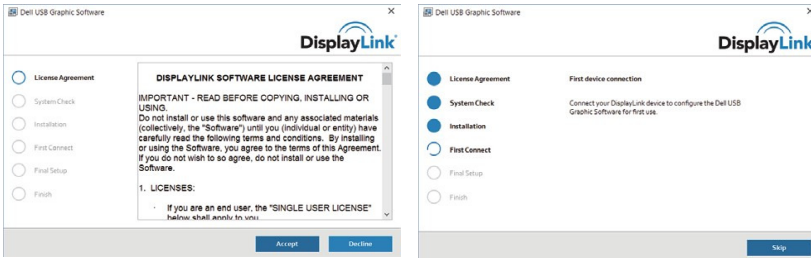 Dell USB Graphic Software
DisplayLink
License Agreement
System Check
Installation
First Connect
Final Setup
Finish
DISPLAYLINK SOFTWARE LICENSE AGREEMENT
IMPORTANT - READ BEFORE COPYING, INSTALLING OR
USING.
Do not install or use this software and any associated materials
(collectively, the "Software") until you (individual or entity) have
carefully read the following terms and conditions. By installing
or using the Software, you agree to the terms of this Agreement.
If you do not wish to so agree, do not install or use the
Software.
1. LICENSES:
· If you are an end user, the "SINGLE USER LICENSE"
below shall apply to you
Accept
Decline
Dell USB Graphic Software
DisplayLink
License Agreement
System Check
Installation
First Connect
Final Setup
Finish
First device connection
Connect your DisplayLink device to configure the Dell USB
Graphic Software for first use.
Skip